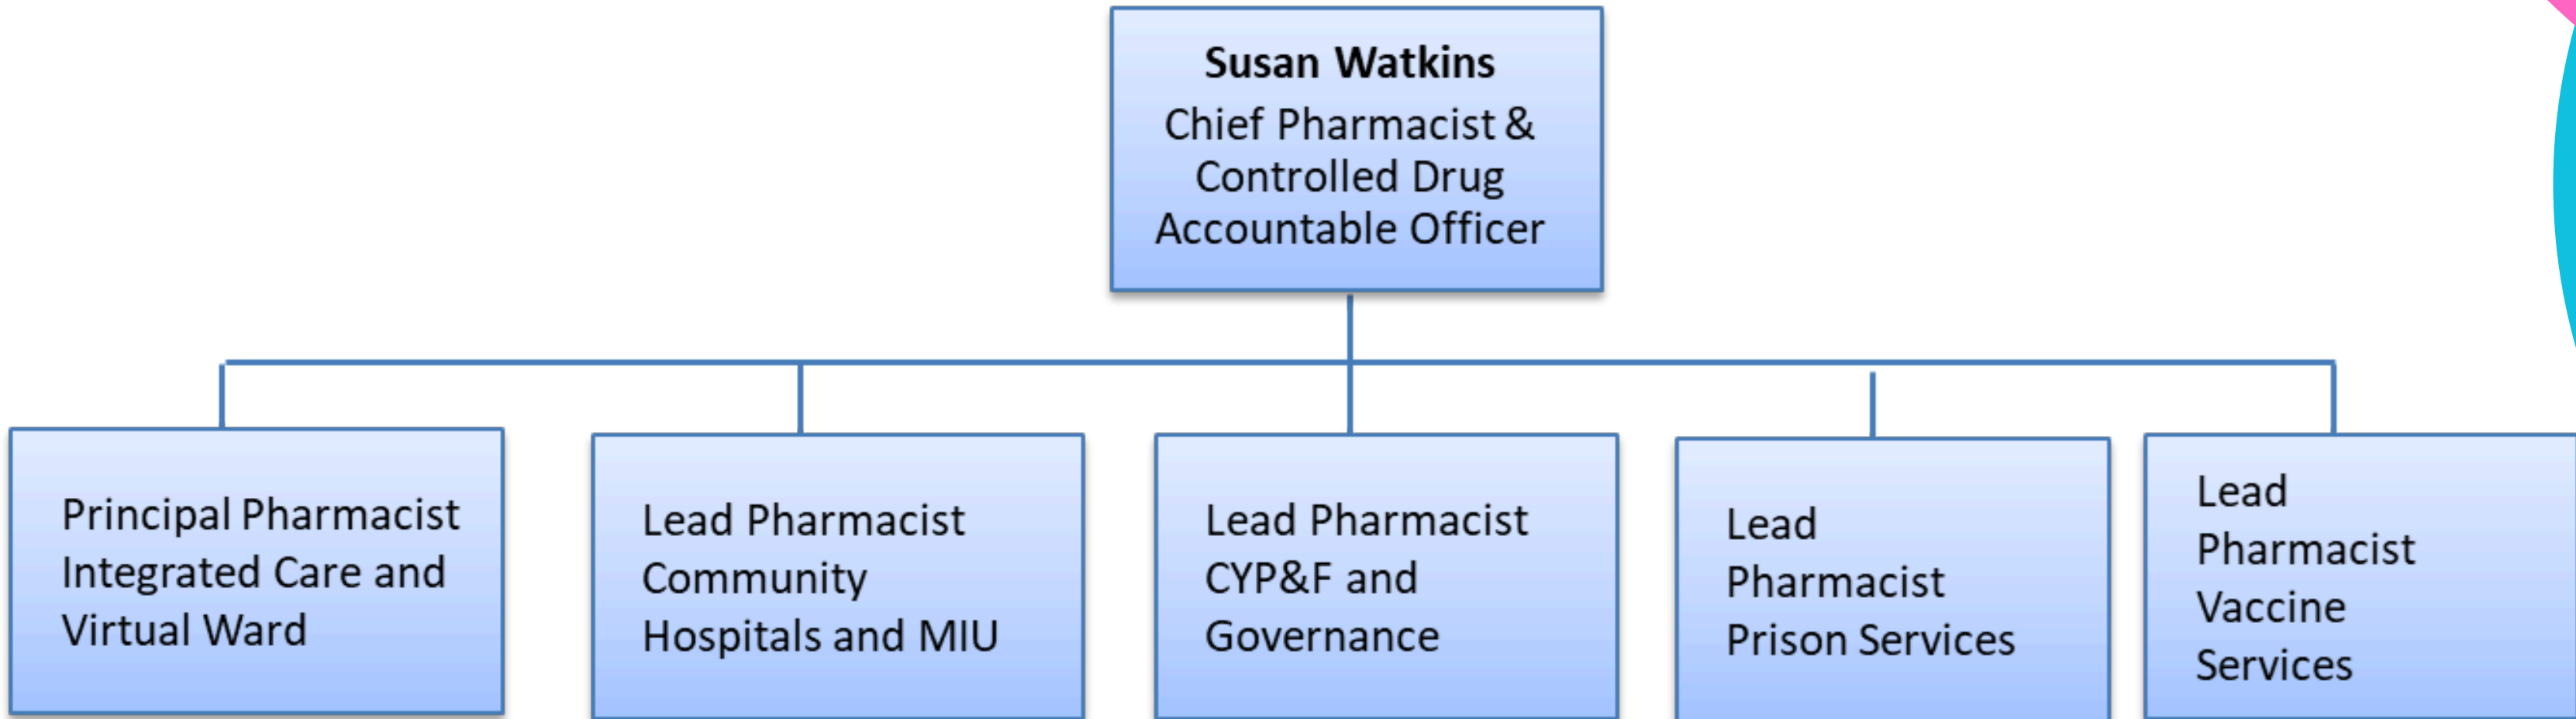 Susan Watkins
Chief Pharmacist &
Controlled Drug
Accountable Officer
Principal Pharmacist
Integrated Care and
Virtual Ward
Lead Pharmacist
Community
Hospitals and MIU
Lead Pharmacist
CYP&F and
Governance
Lead
Pharmacist
Prison Services
Lead
Pharmacist
Vaccine
Services